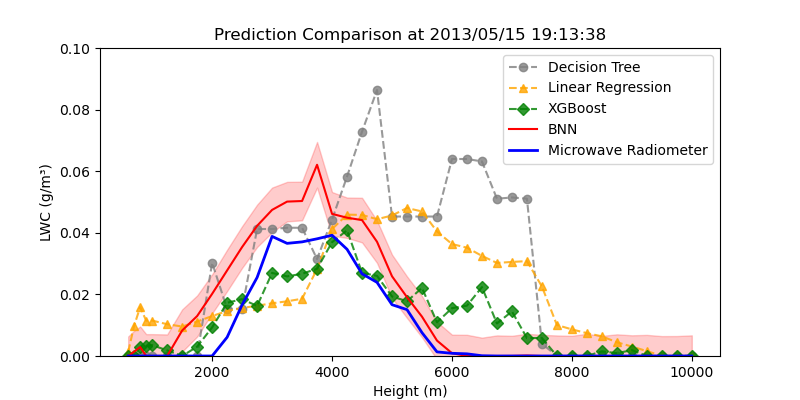 Prediction Comparison at 2013/05/15 19:13:38
0.10
0.08
0.06
0.04
0.02
0.00
LWC (g/m³)
Decision Tree
Linear Regression
XGBoost
BNN
Microwave Radiometer
2000 4000 6000 8000 10000
Height (m)